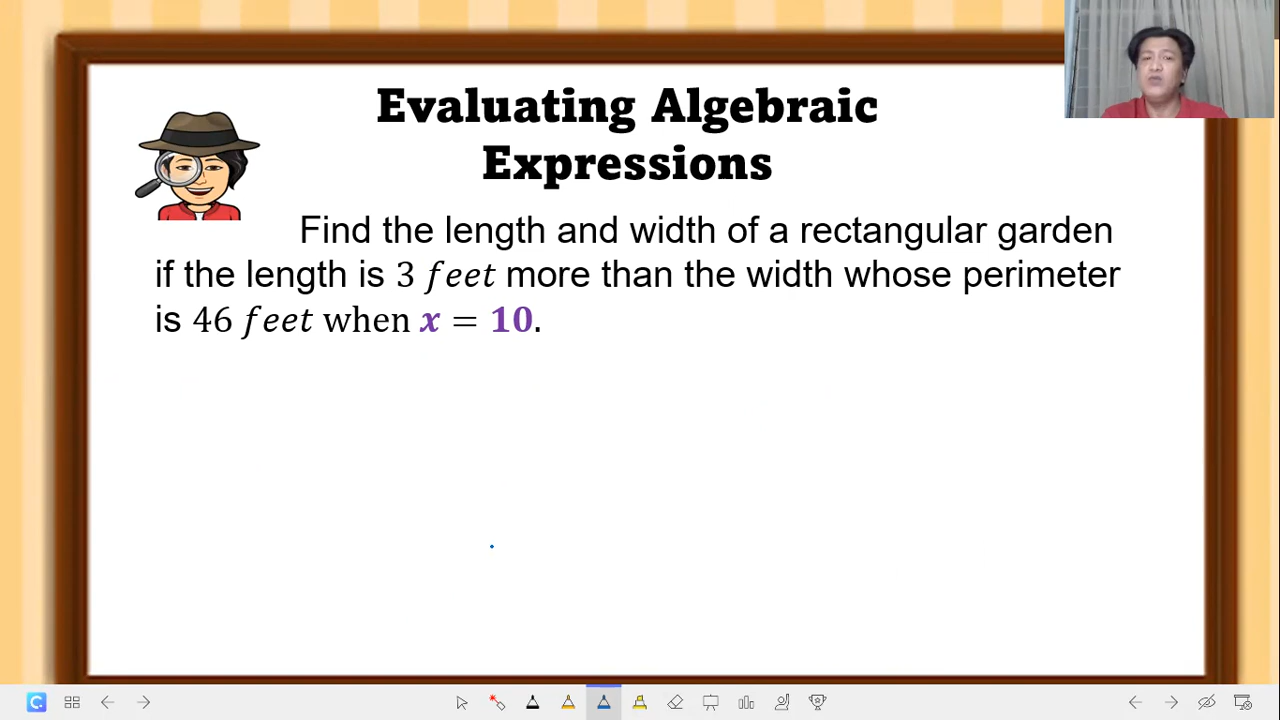 Evaluating Algebraic
Expressions
Find the length and width of a rectangular garden
if the length is 3 feet more than the width whose perimeter
is 46 feet when x = 10.